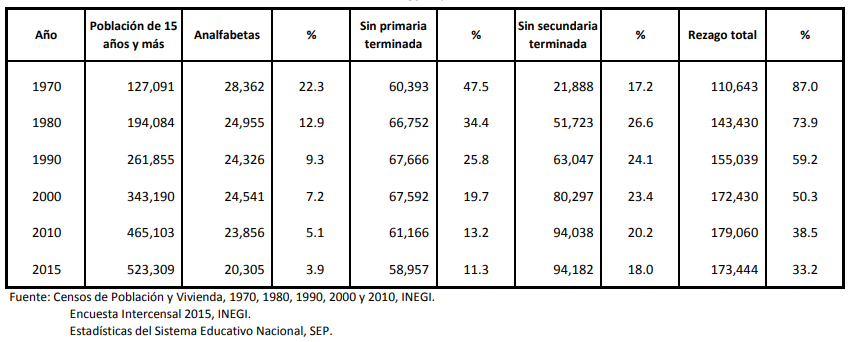 Año Población de 15 años y más Analfabetas % Sin primaria terminada % Sin secundaria terminada % Rezago total %
1970 127,091 28,362 22.3 60,393 47.5 21,888 17.2 110,643 87.0
1980 194,084 24,955 12.9 66,752 34.4 51,723 26.6 143,430 73.9
1990 261,855 24,326 9.3 67,666 25.8 63,047 24.1 155,039 59.2
2000 343,190 24,541 7.2 67,592 19.7 80,297 23.4 172,430 50.3
2010 465,103 23,856 5.1 61,166 13.2 94,038 20.2 179,060 38.5
2015 523,309 20,305 3.9 58,957 11.3 94,182 18.0 173,444 33.2
Fuente: Censos de Población y Vivienda, 1970, 1980, 1990, 2000 y 2010, INEGI.
Encuesta Intercensal 2015, INEGI.
Estadísticas del Sistema Educativo Nacional, SEP.